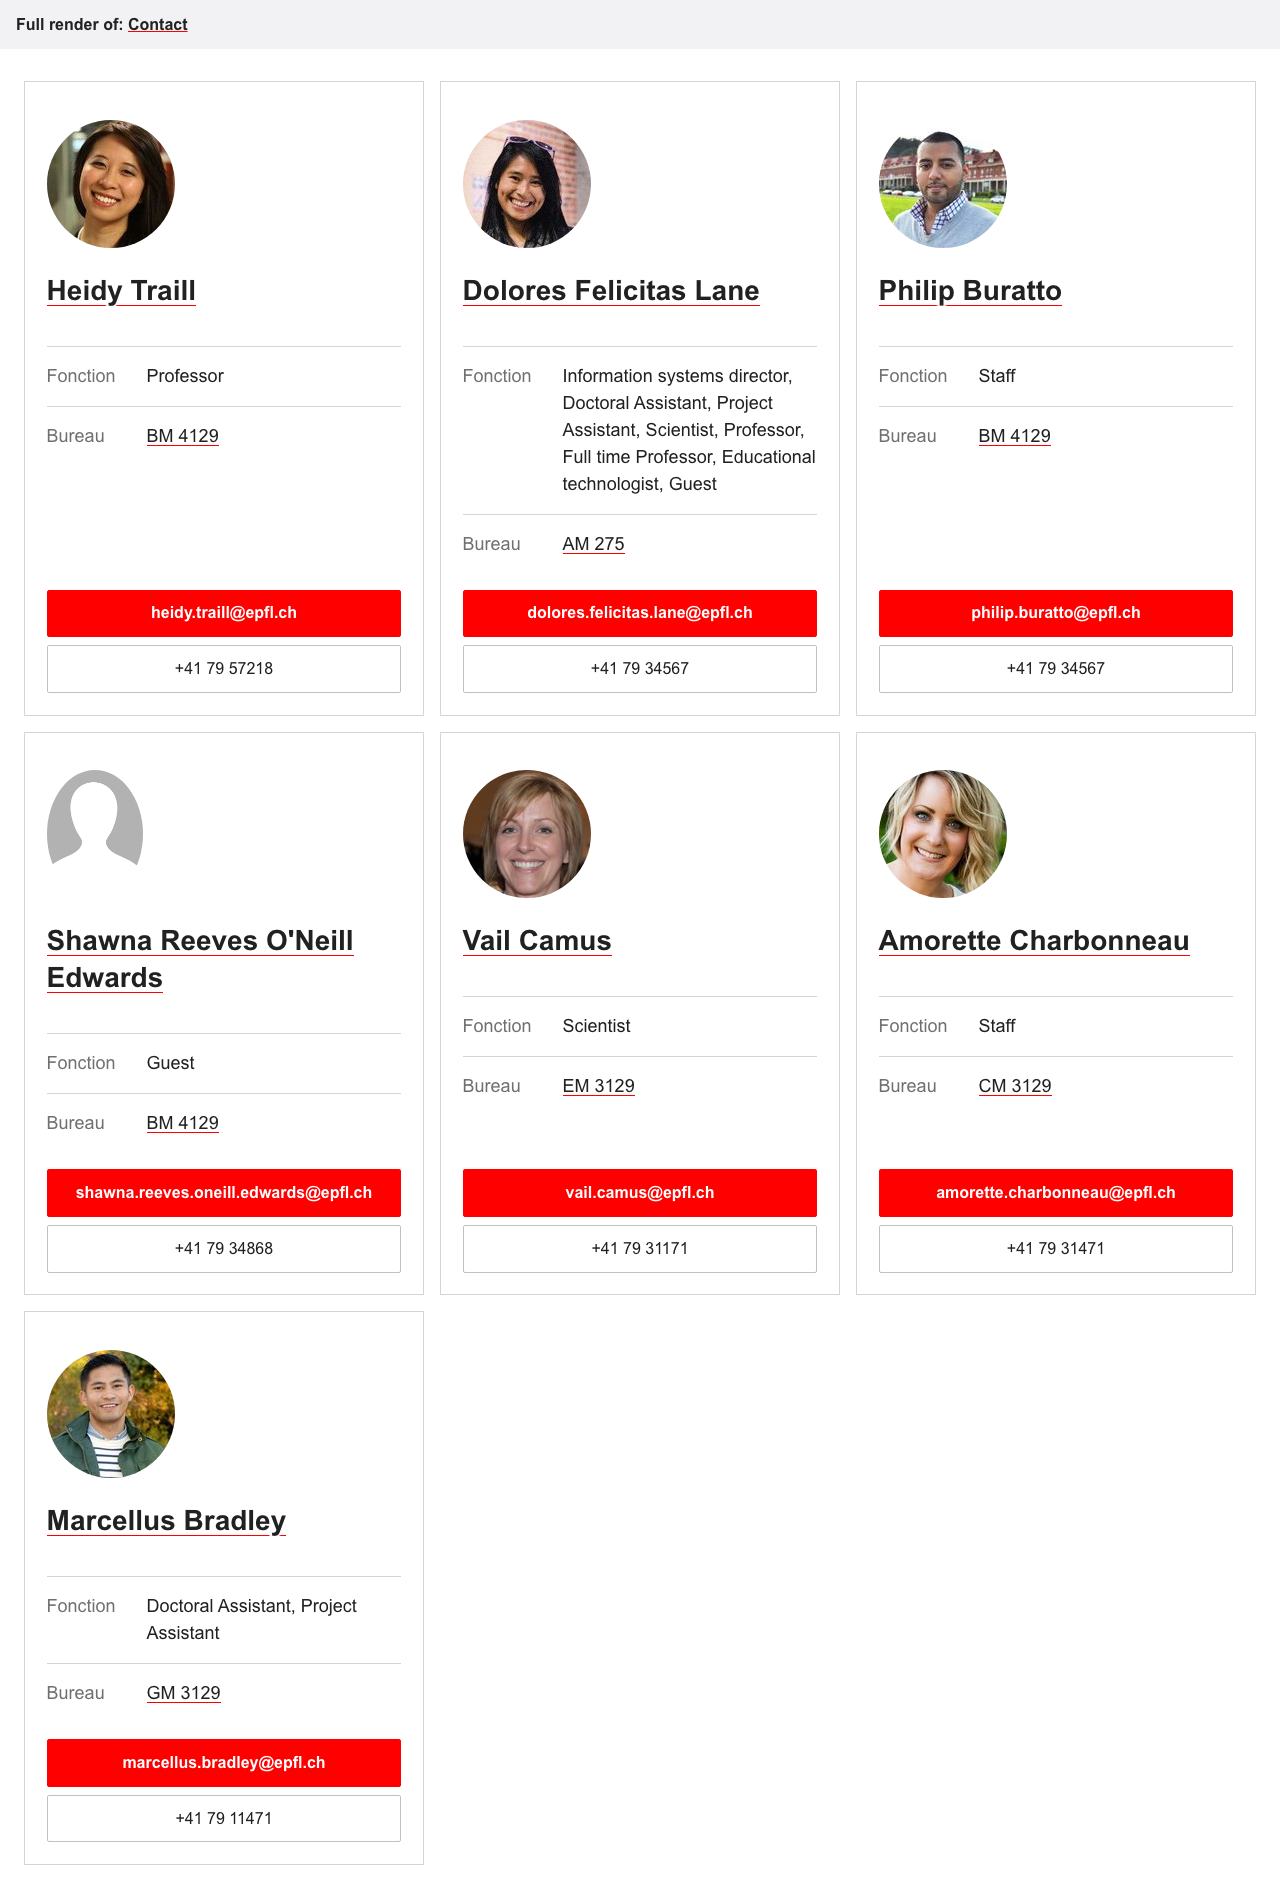 Full render of: Contact
Heidy Traill
Fonction Professor
Bureau BM 4129
heidy.traill@epfl.ch
+41 79 57218
Dolores Felicitas Lane
Fonction Information systems director,
Doctoral Assistant, Project
Assistant, Scientist, Professor,
Full time Professor, Educational
technologist, Guest
Bureau AM 275
dolores.felicitas.lane@epfl.ch
+41 79 34567
Philip Buratto
Fonction Staff
Bureau BM 4129
philip.buratto@epfl.ch
+41 79 34567
Shawna Reeves O'Neill
Edwards
Fonction Guest
Bureau BM 4129
shawna.reeves.oneill.edwards@epfl.ch
+41 79 34868
Vail Camus
Fonction Scientist
Bureau EM 3129
vail.camus@epfl.ch
+41 79 31171
Amorette Charbonneau
Fonction Staff
Bureau CM 3129
amorette.charbonneau@epfl.ch
+41 79 31471
Marcellus Bradley
Fonction Doctoral Assistant, Project
Assistant
Bureau GM 3129
marcellus.bradley@epfl.ch
+41 79 11471